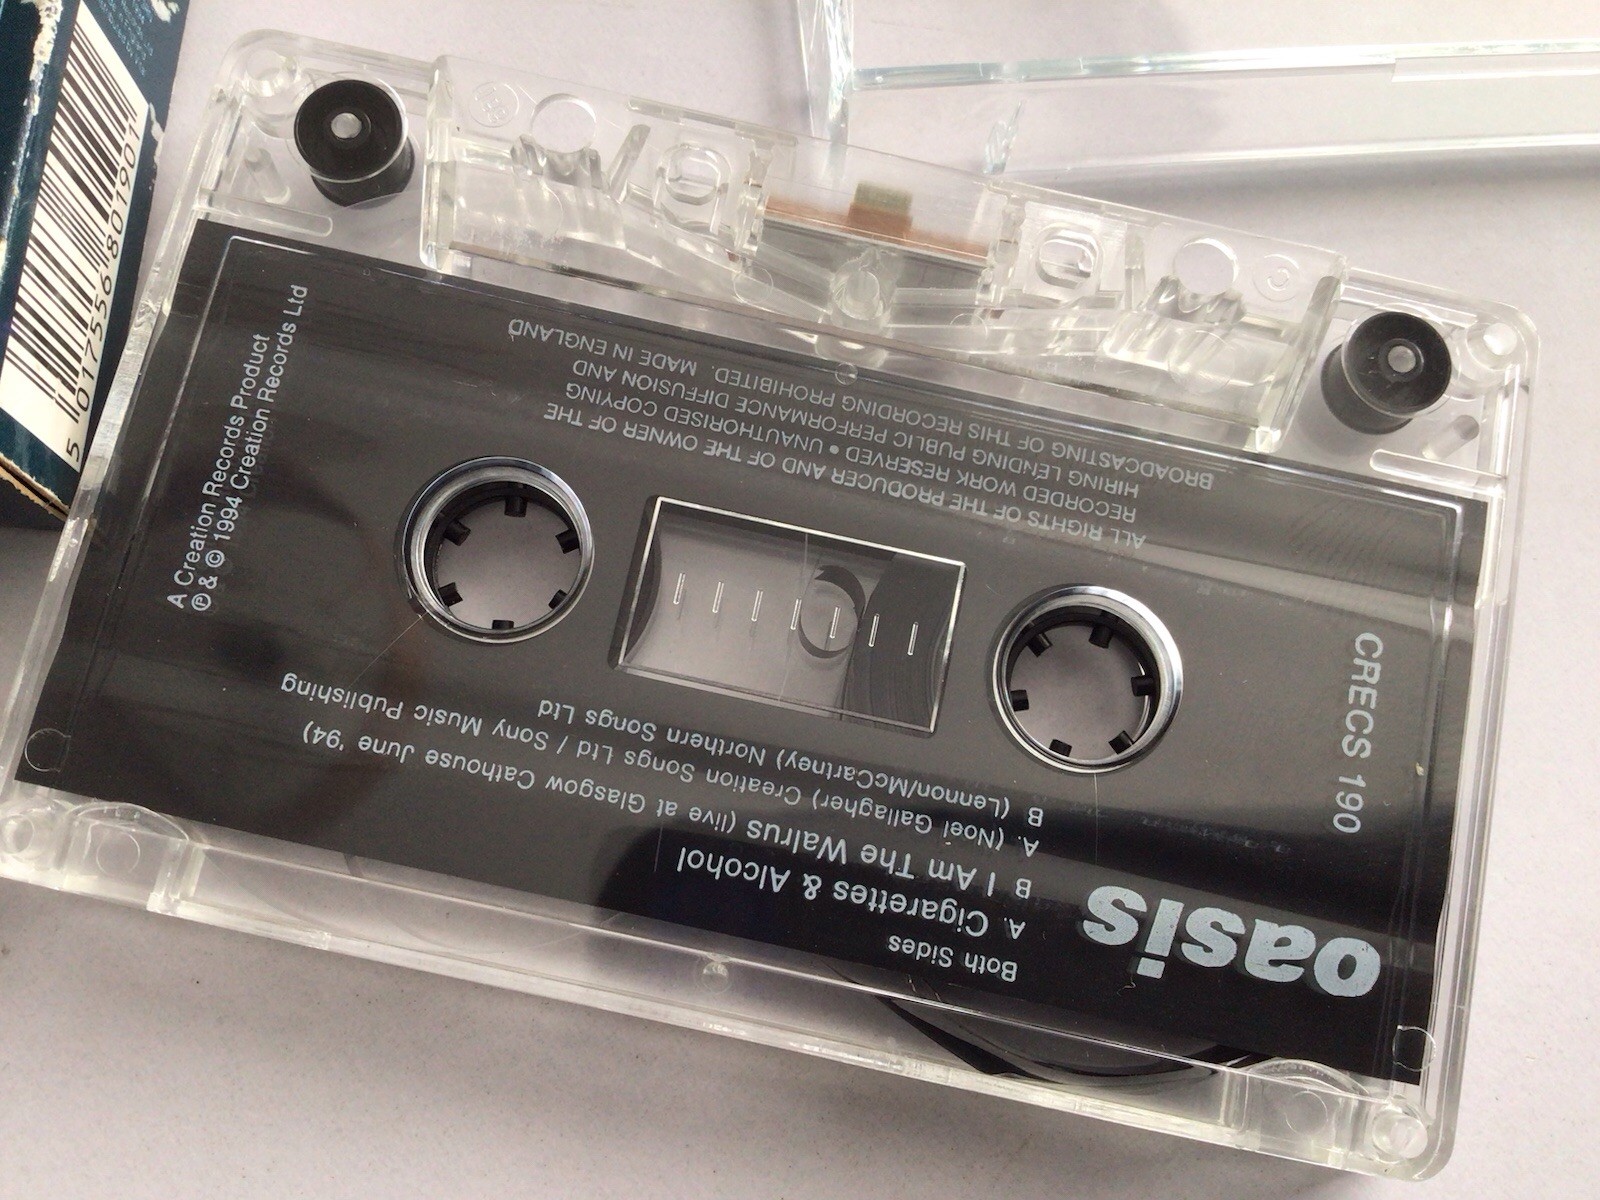 oasis
Both Sides
A. Cigarettes & Alcohol
B I Am The Walrus (live at Glasgow Cathouse June '94)
A. (Noel Gallagher) Creation Songs Ltd / Sony Music Publishing
B (Lennon/McCartney) Northern Songs Ltd
CRECS 190
A Creation Records Product
℗ & © 1994 Creation Records Ltd
ALL RIGHTS OF THE PRODUCER AND OF THE OWNER OF THE
RECORDED WORK RESERVED • UNAUTHORISED COPYING
HIRING LENDING PUBLIC PERFORMANCE DIFFUSION AND
BROADCASTING OF THIS RECORDING PROHIBITED. MADE IN ENGLAND
5 017556 801901